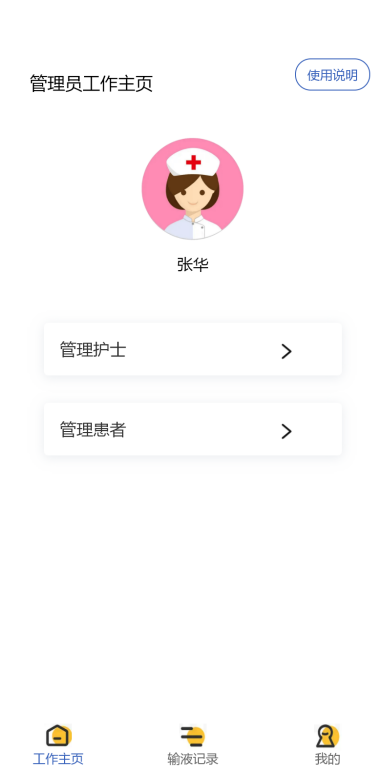 管理员工作主页
使用说明
张华
管理护士
管理患者
工作主页
输液记录
我的